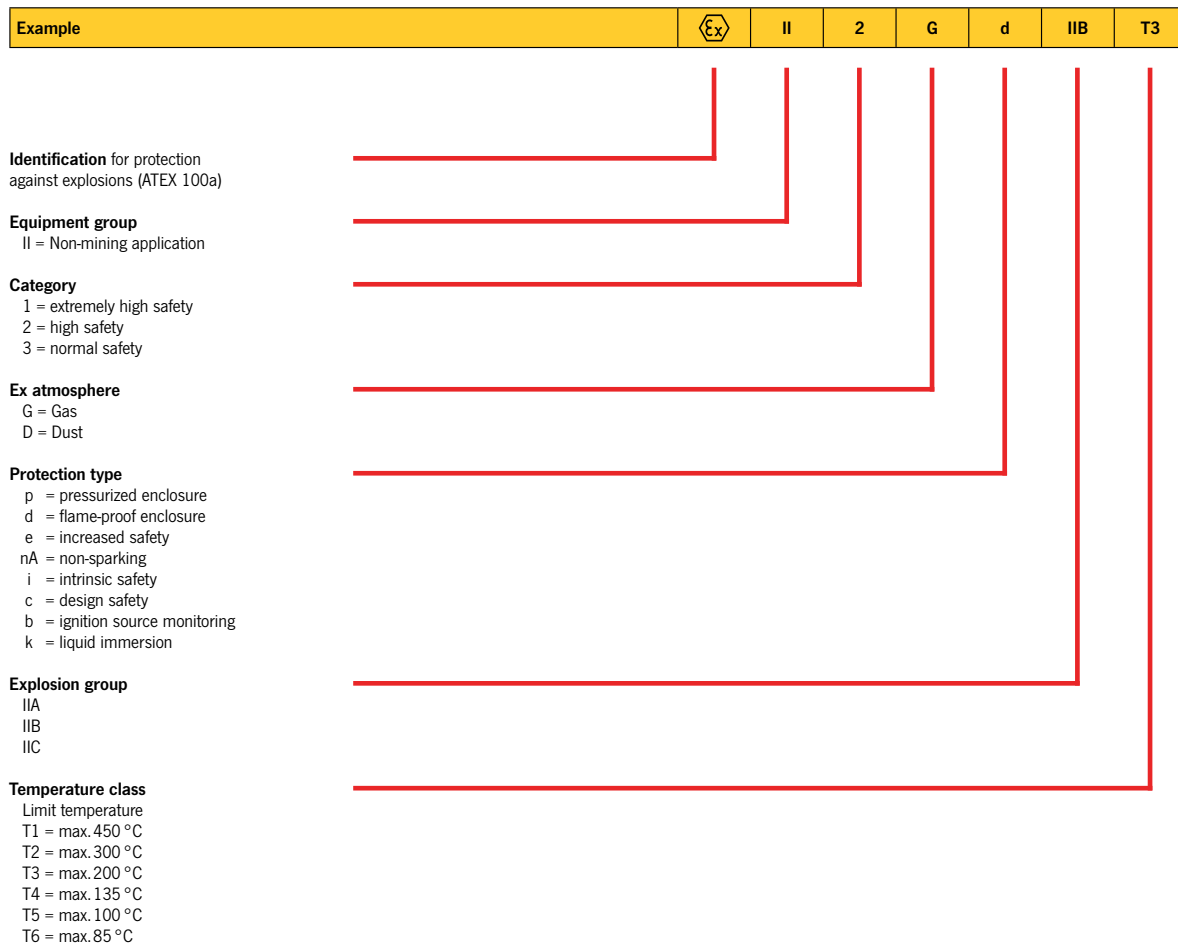 Example εx II 2 G d IIB T3
Identification for protection
against explosions (ATEX 100a)
Equipment group
II = Non-mining application
Category
1 = extremely high safety
2 = high safety
3 = normal safety
Ex atmosphere
G = Gas
D = Dust
Protection type
p = pressurized enclosure
d = flame-proof enclosure
e = increased safety
nA = non-sparking
i = intrinsic safety
c = design safety
b = ignition source monitoring
k = liquid immersion
Explosion group
IIA
IIB
IIC
Temperature class
Limit temperature
T1 = max. 450 °C
T2 = max. 300 °C
T3 = max. 200 °C
T4 = max. 135 °C
T5 = max. 100 °C
T6 = max. 85 °C